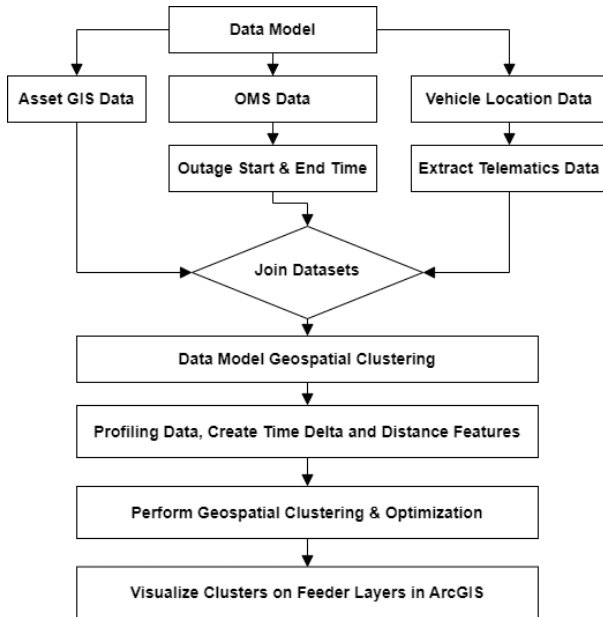 Data Model
Asset GIS Data
OMS Data
Vehicle Location Data
Outage Start & End Time
Extract Telematics Data
Join Datasets
Data Model Geospatial Clustering
Profiling Data, Create Time Delta and Distance Features
Perform Geospatial Clustering & Optimization
Visualize Clusters on Feeder Layers in ArcGIS